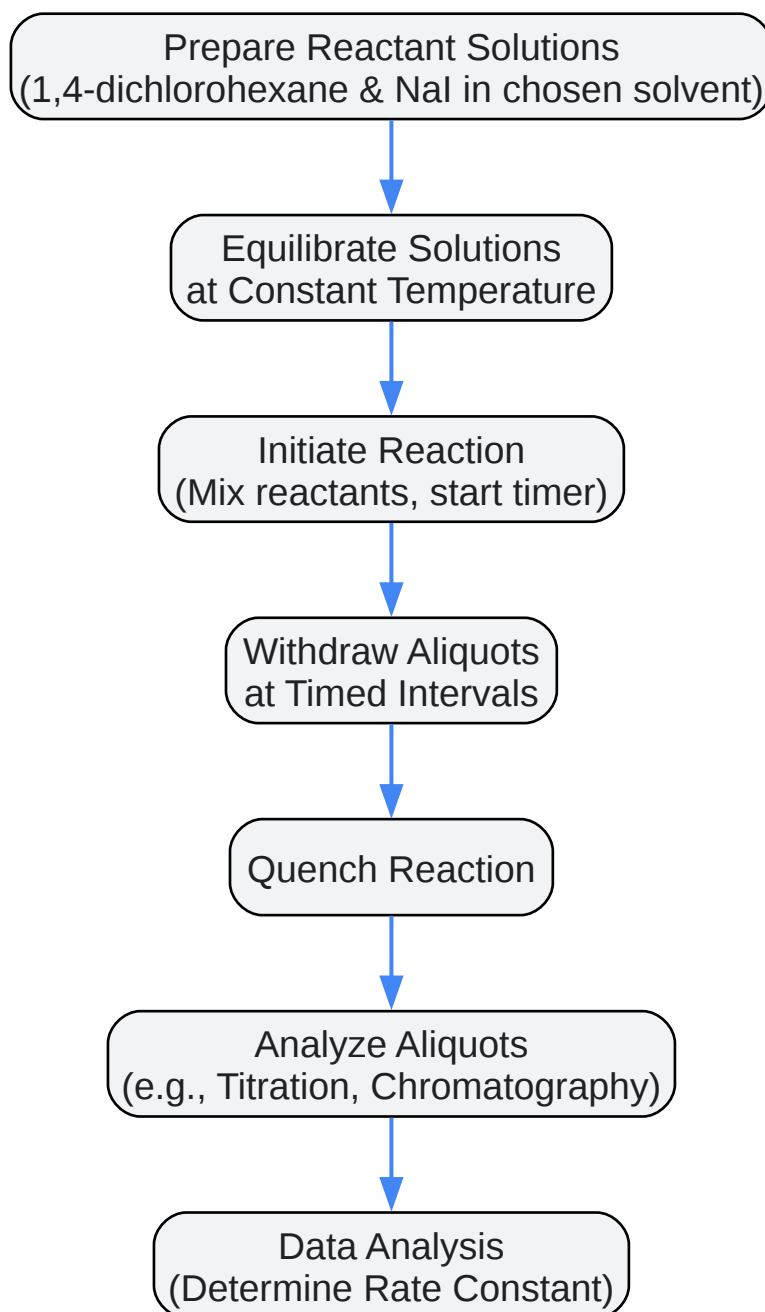 Prepare Reactant Solutions
(1,4-dichlorohexane & NaI in chosen solvent)
Equilibrate Solutions
at Constant Temperature
Initiate Reaction
(Mix reactants, start timer)
Withdraw Aliquots
at Timed Intervals
Quench Reaction
Analyze Aliquots
(e.g., Titration, Chromatography)
Data Analysis
(Determine Rate Constant)